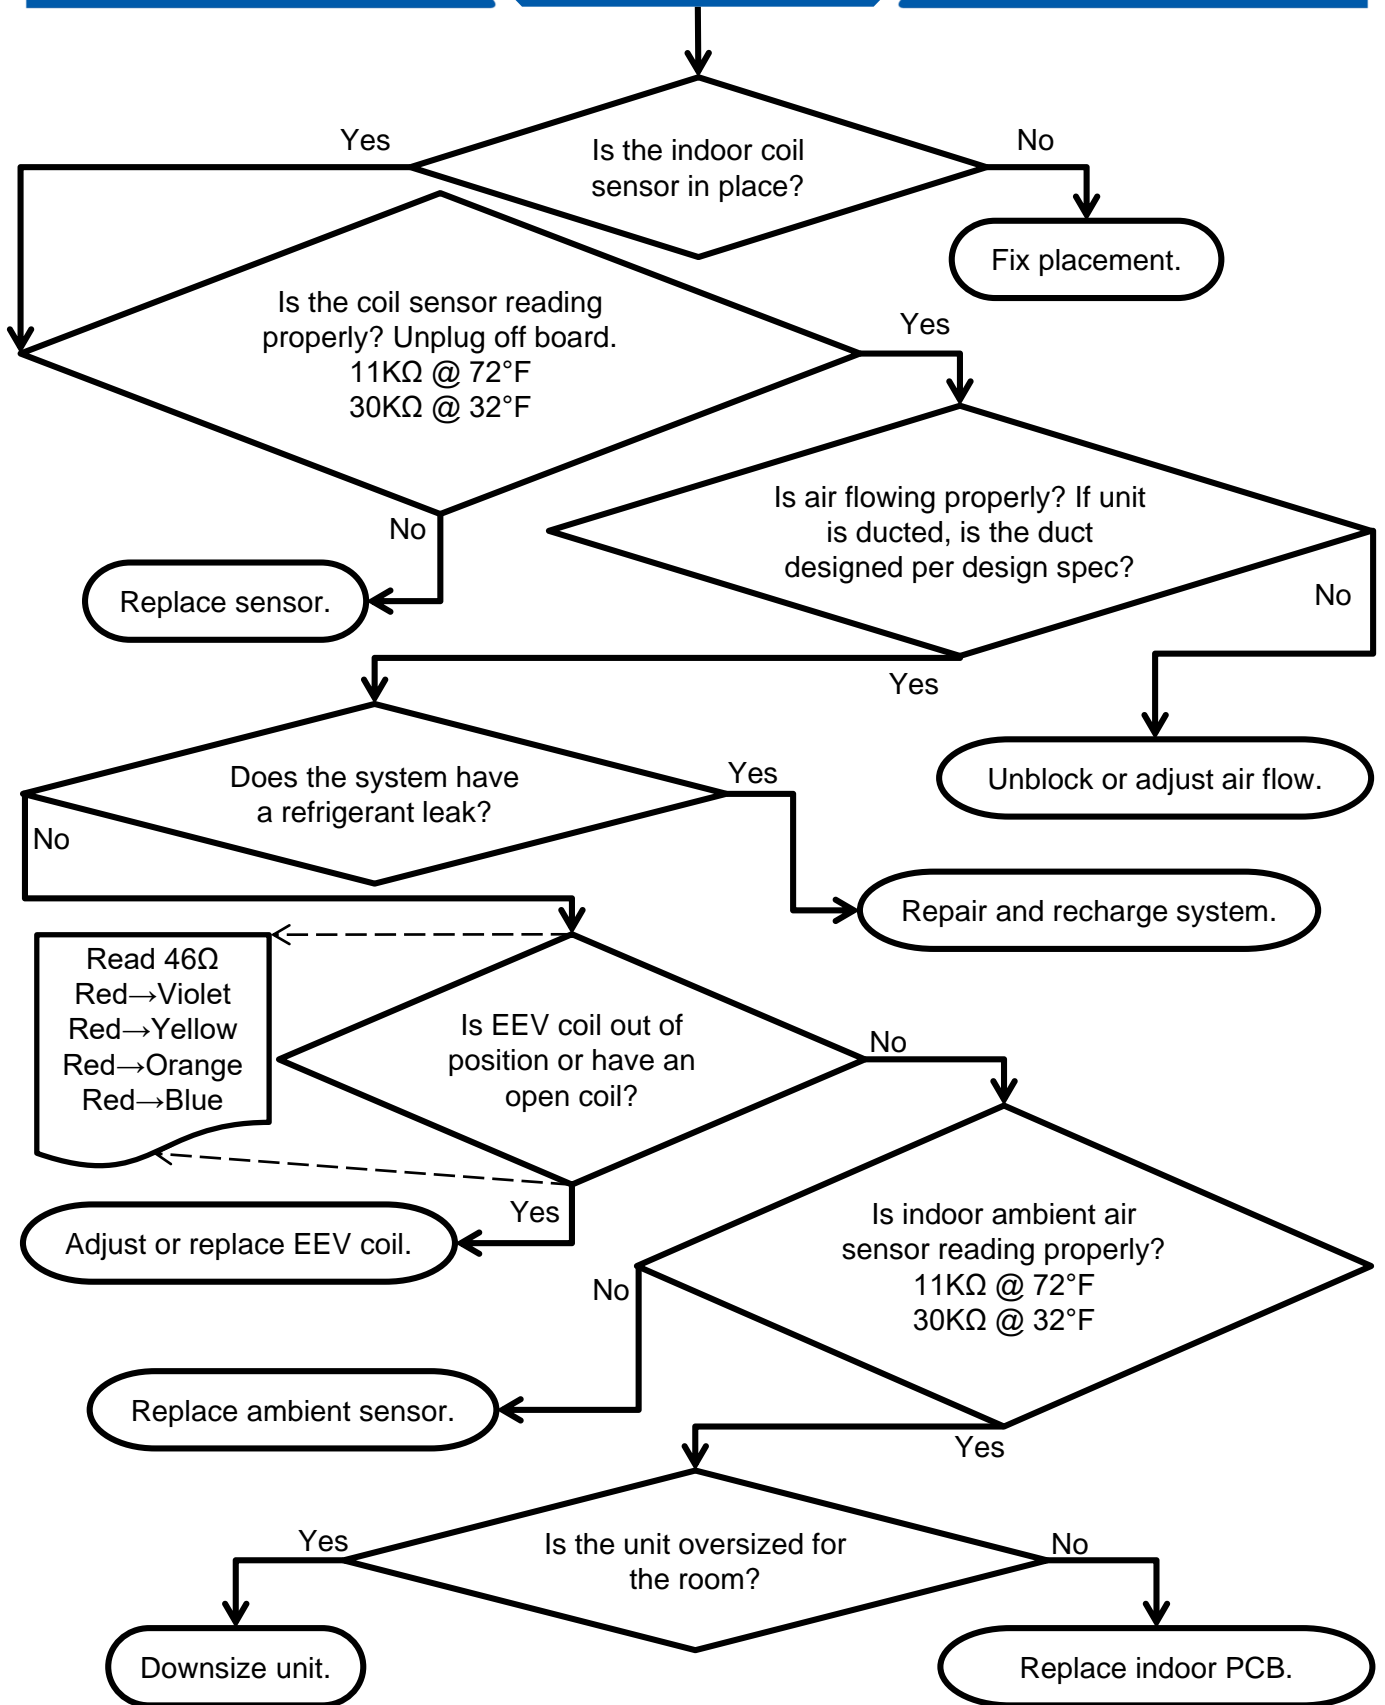 Yes
No
Is the indoor coil
sensor in place?
Fix placement.
Is the coil sensor reading
properly? Unplug off board.
11KΩ @ 72°F
30KΩ @ 32°F
Yes
No
Replace sensor.
Is air flowing properly? If unit
is ducted, is the duct
designed per design spec?
No
Yes
Unblock or adjust air flow.
Does the system have
a refrigerant leak?
Yes
No
Repair and recharge system.
Read 46Ω
Red→Violet
Red→Yellow
Red→Orange
Red→Blue
Is EEV coil out of
position or have an
open coil?
No
Yes
Adjust or replace EEV coil.
Is indoor ambient air
sensor reading properly?
11KΩ @ 72°F
30KΩ @ 32°F
No
Replace ambient sensor.
Yes
Is the unit oversized for
the room?
Yes
No
Downsize unit.
Replace indoor PCB.